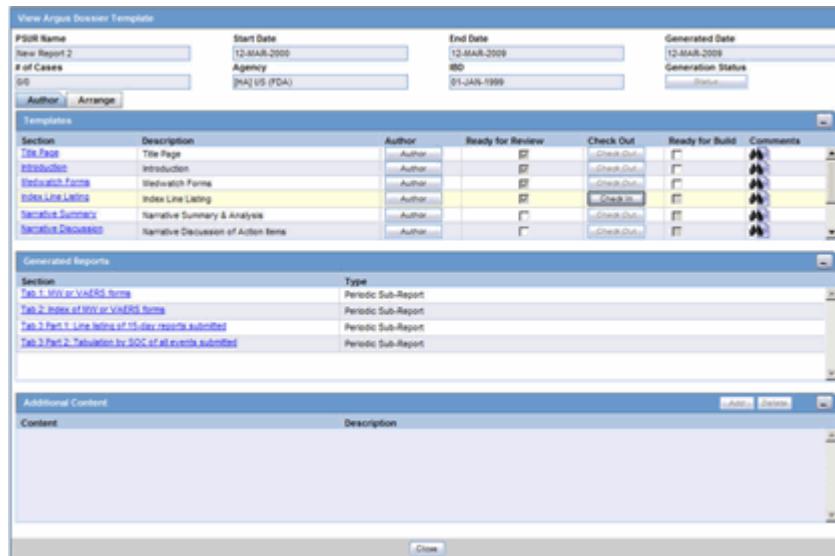 View Argus Dossier Template
PSUR Name Start Date End Date Generated Date
New Report 2 12-MAR-2000 12-MAR-2009 12-MAR-2009
# of Cases Agency IBD Generation Status
0/0 [HA] US (FDA) 01-JAN-1999 Status
Author Arrange
Templates
Section Description Author Ready for Review Check Out Ready for Build Comments
Title Page Title Page Author Check Out
Introduction Introduction Author Check Out
Medwatch Forms Medwatch Forms Author Check Out
Index Line Listing Index Line Listing Author Check In
Narrative Summary Narrative Summary & Analysis Author Check Out
Narrative Discussion Narrative Discussion of Action Items Author Check Out
Generated Reports
Section Type
Tab 1: MW or VAERS forms Periodic Sub-Report
Tab 2: Index of MW or VAERS forms Periodic Sub-Report
Tab 3 Part 1: Line listing of 15-day reports submitted Periodic Sub-Report
Tab 3 Part 2: Tabulation by SOC of all events submitted Periodic Sub-Report
Additional Content Add Delete
Content Description
Close